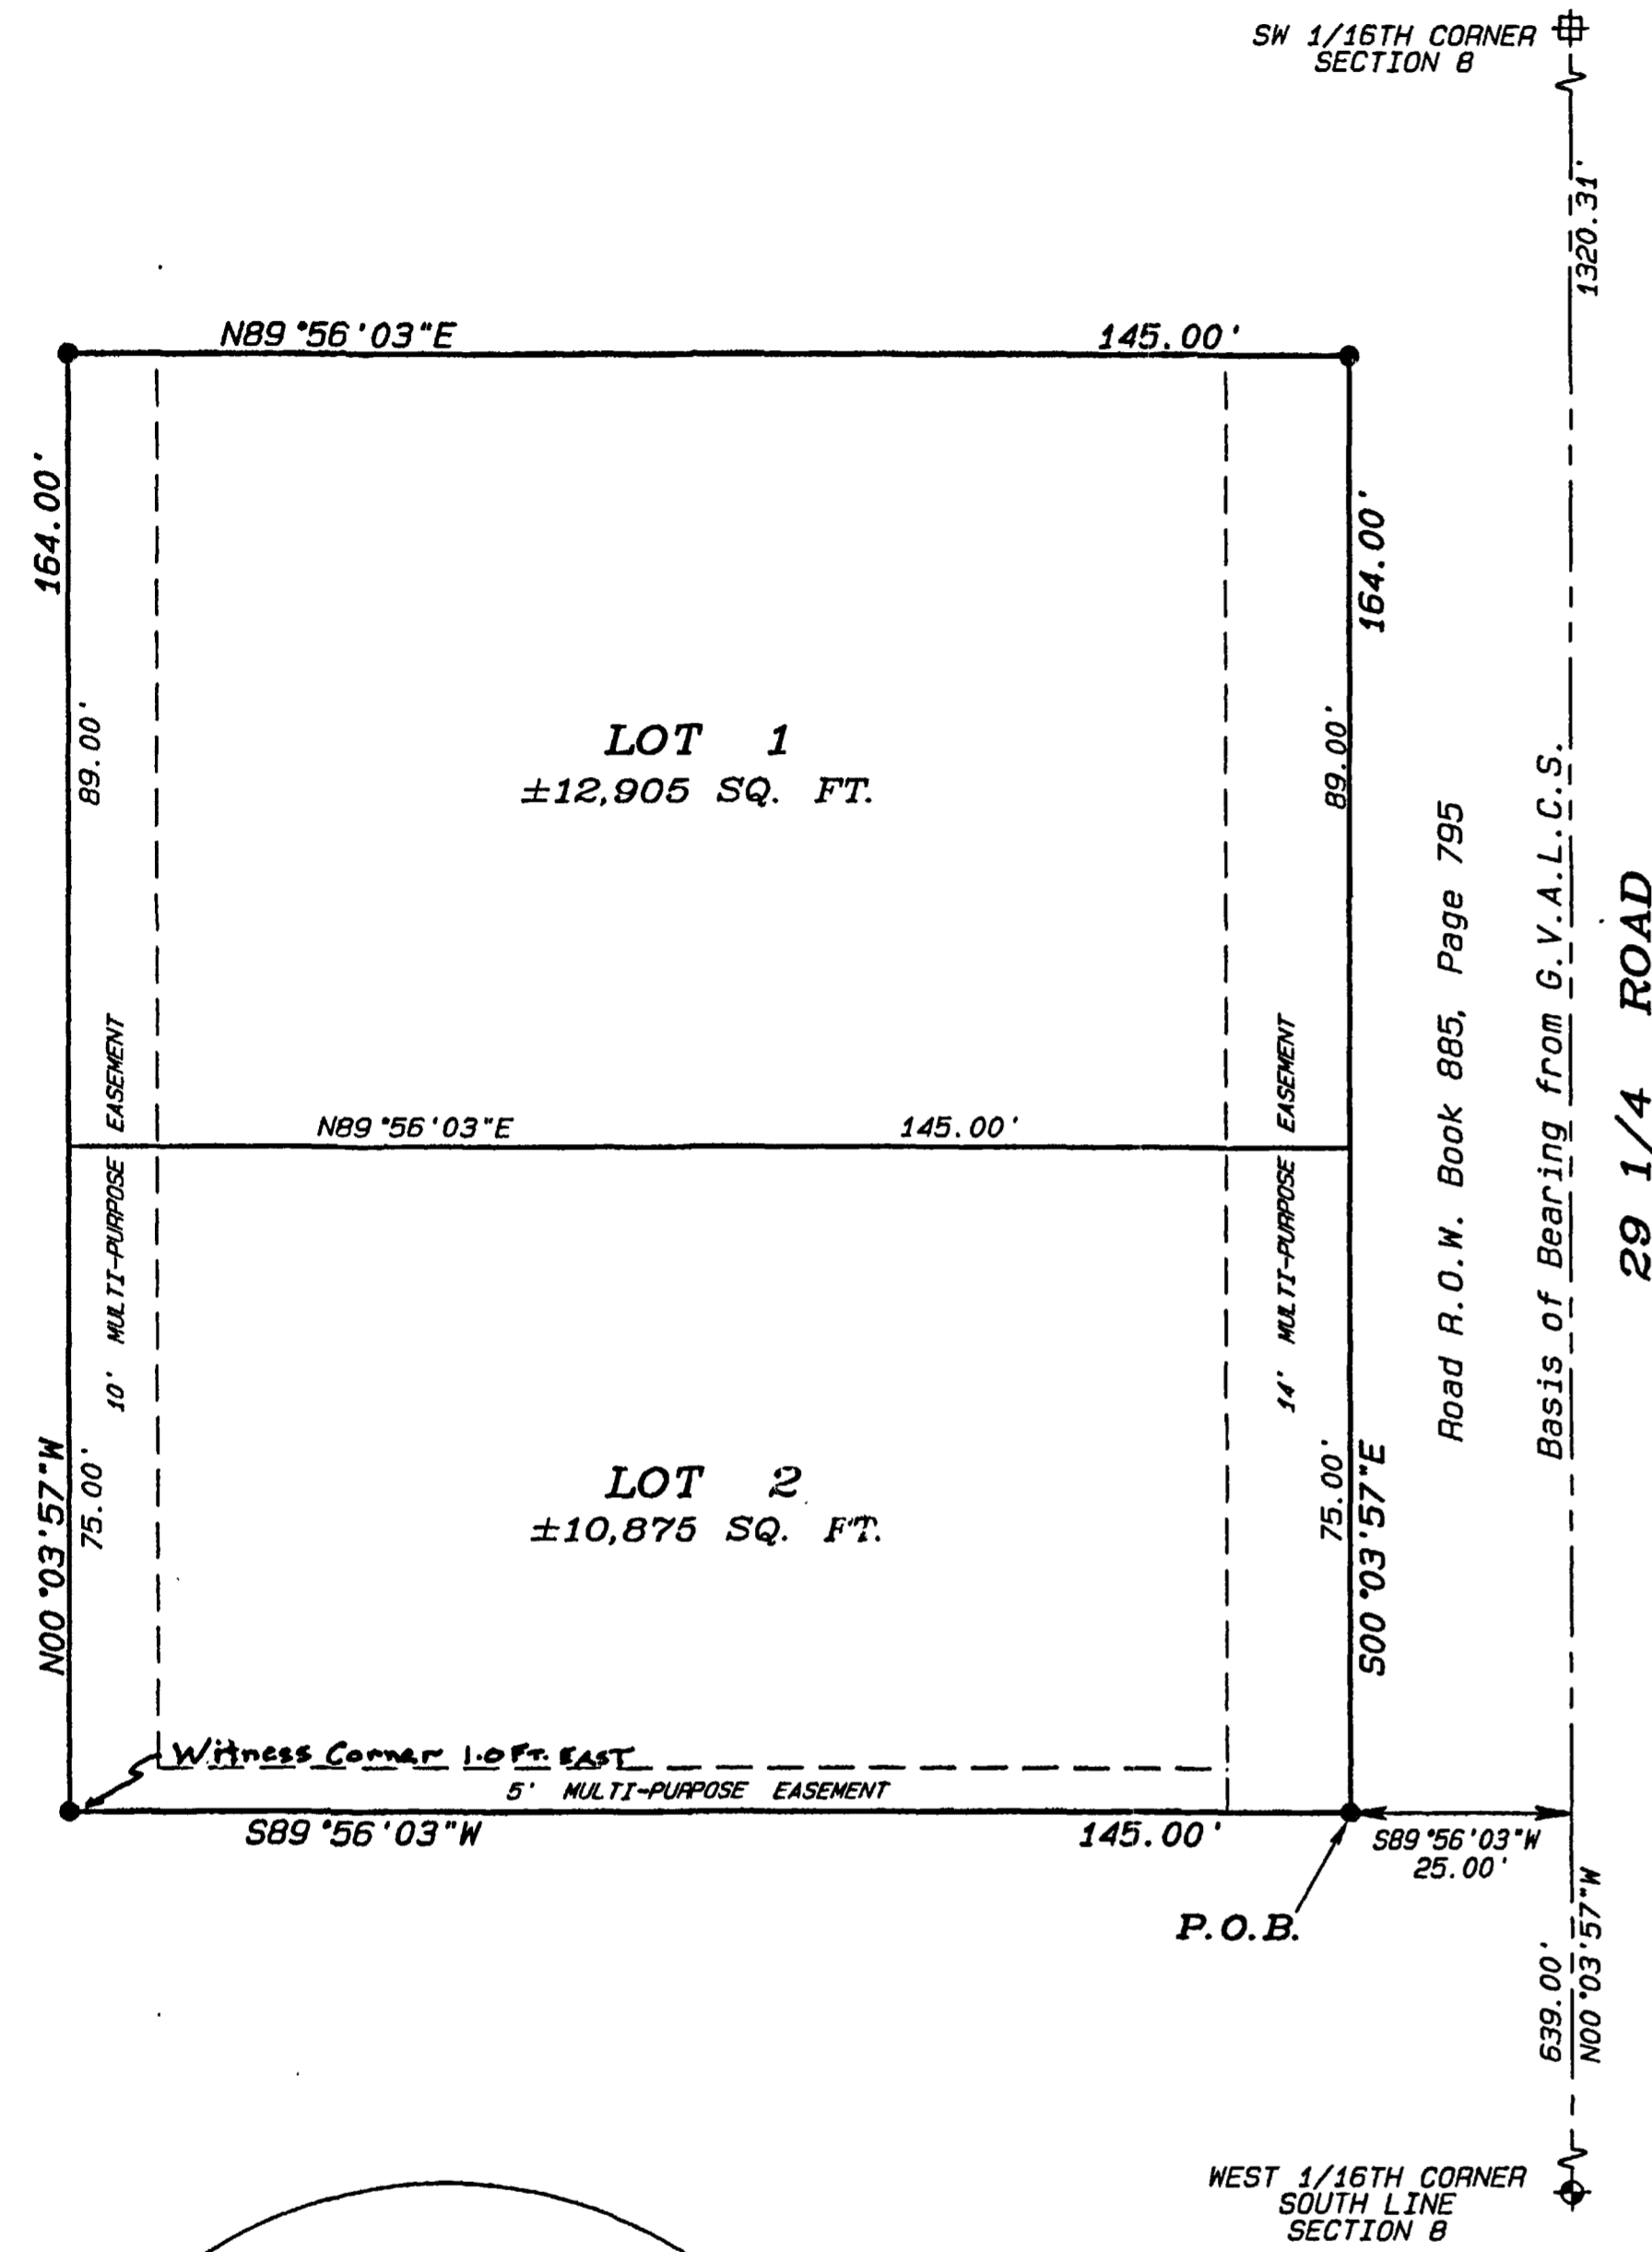 SW 1/16TH CORNER
SECTION 8
1320.31'
N89°56'03"E
145.00'
164.00'
164.00'
89.00'
89.00'
LOT 1
±12,905 SQ. FT.
Road R.O.W. Book 885, Page 795
Basis of Bearing from G.V.A.L.C.S.
29 1/4 ROAD
10' MULTI-PURPOSE EASEMENT
14' MULTI-PURPOSE EASEMENT
N89°56'03"E
145.00'
N00°03'57"W
75.00'
LOT 2
±10,875 SQ. FT.
75.00'
S00°03'57"E
Witness Corner 1.0 FT. EAST
5' MULTI-PURPOSE EASEMENT
S89°56'03"W
145.00'
S89°56'03"W
25.00'
P.O.B.
639.00'
N00°03'57"W
WEST 1/16TH CORNER
SOUTH LINE
SECTION 8